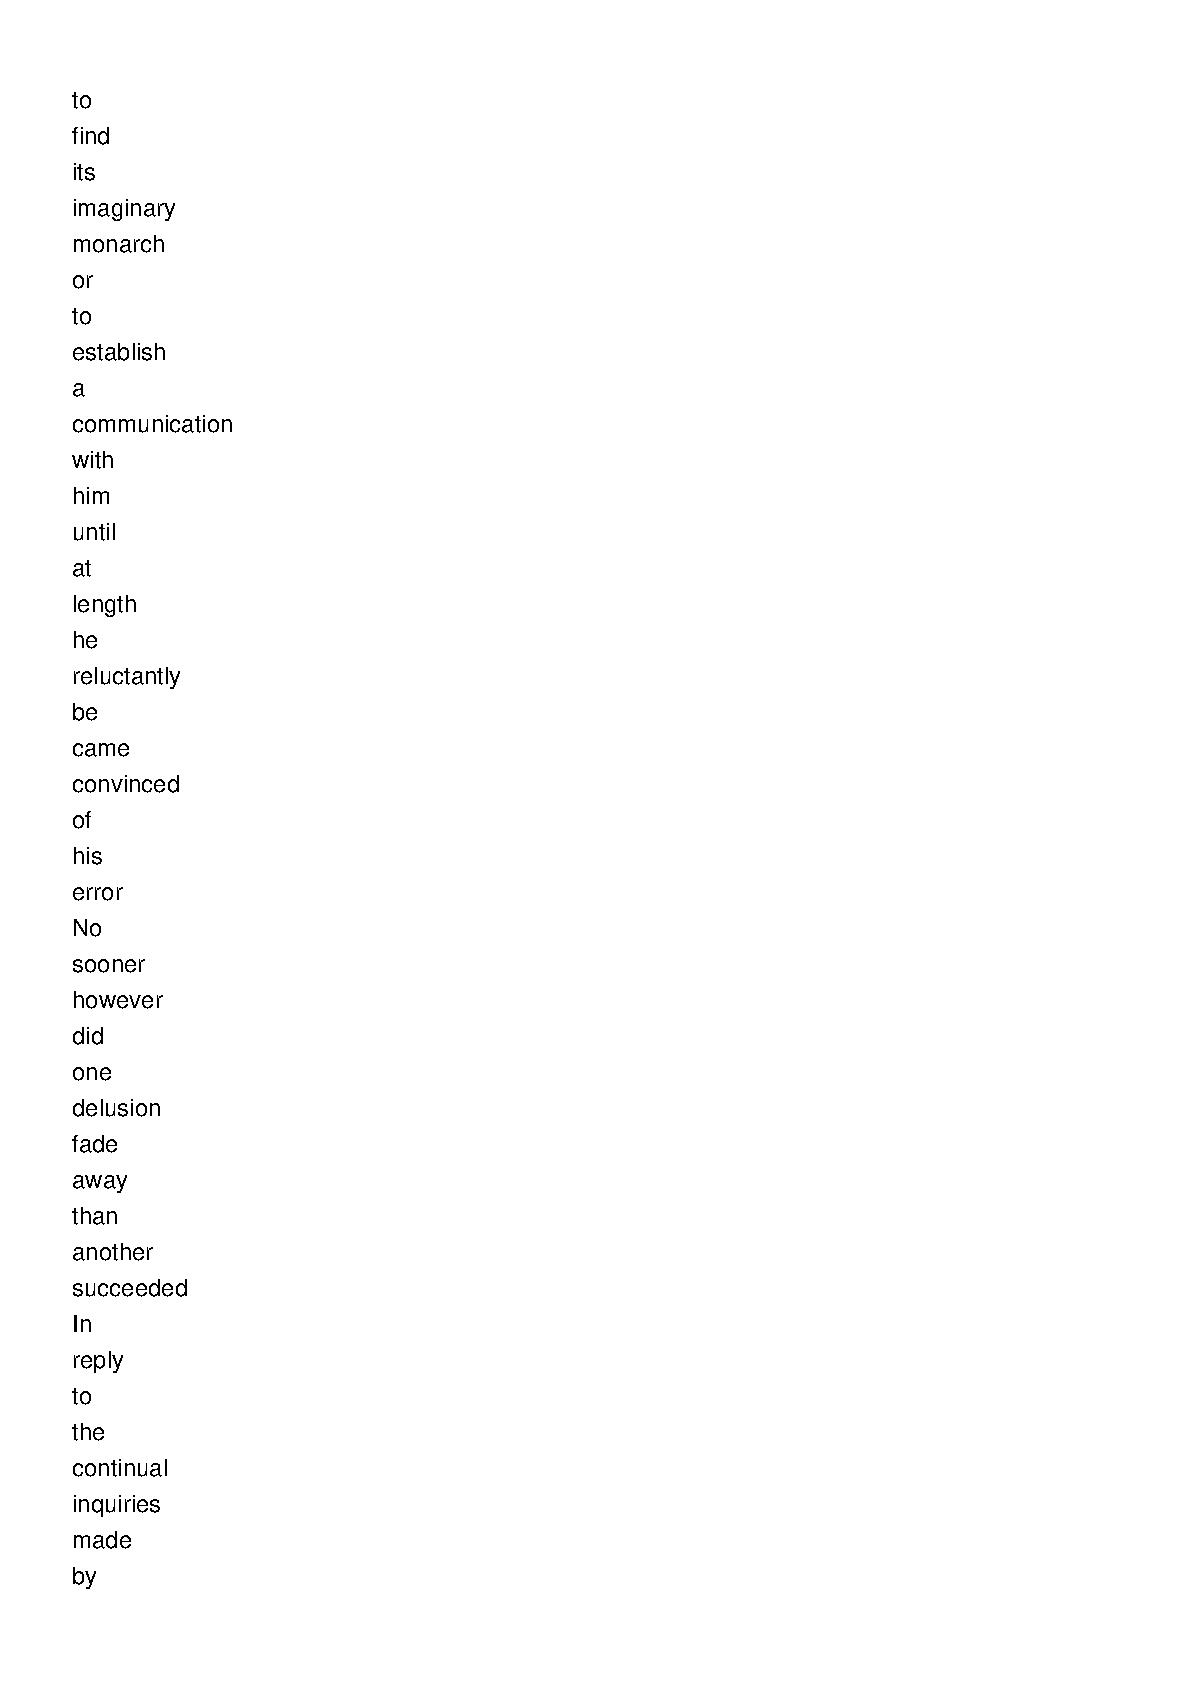 to
find
its
imaginary
monarch
or
to
establish
a
communication
with
him
until
at
length
he
reluctantly
be
came
convinced
of
his
error
No
sooner
however
did
one
delusion
fade
away
than
another
succeeded
In
reply
to
the
continual
inquiries
made
by